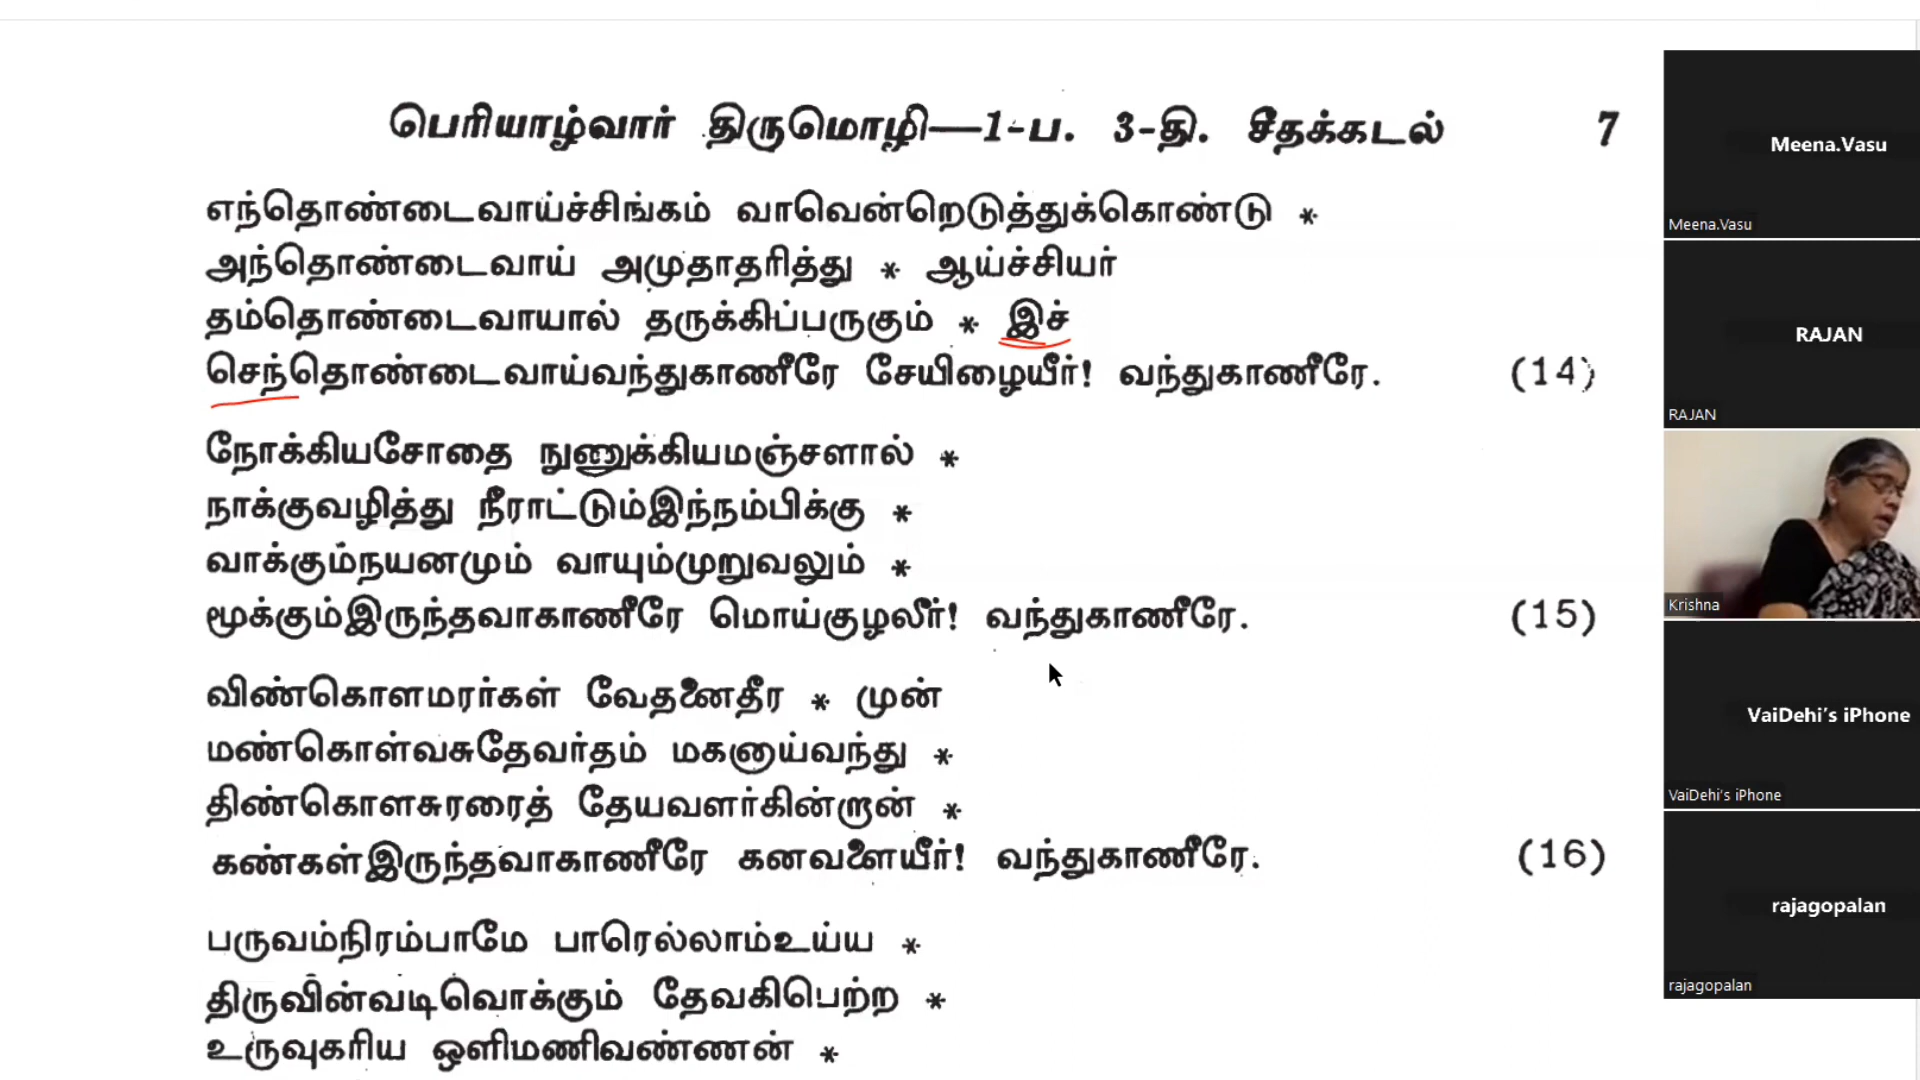 பெரியாழ்வார் திருமொழி—1-ப. 3-தி. சீதக்கடல் 7
எந்தொண்டைவாய்ச்சிங்கம் வாவென்றெடுத்துக்கொண்டு *
அந்தொண்டைவாய் அமுதாதரித்து * ஆய்ச்சியர்
தம்தொண்டைவாயால் தருக்கிப்பருகும் * இச்
செந்தொண்டைவாய்வந்துகாணீரே சேயிழையீர்! வந்துகாணீரே. (14)
நோக்கியசோதை நுணுக்கியமஞ்சளால் *
நாக்குவழித்து நீராட்டும்இந்நம்பிக்கு *
வாக்கும்நயனமும் வாயும்முறுவலும் *
மூக்கும்இருந்தவாகாணீரே மொய்குழலீர்! வந்துகாணீரே. (15)
விண்கொளமரர்கள் வேதனைதீர * முன்
மண்கொள்வசுதேவர்தம் மகனாய்வந்து *
திண்கொளசுரரைத் தேயவளர்கின்றான் *
கண்கள்இருந்தவாகாணீரே கனவளையீர்! வந்துகாணீரே. (16)
பருவம்நிரம்பாமே பாரெல்லாம்உய்ய *
திருவின்வடிவொக்கும் தேவகிபெற்ற *
உருவுகரிய ஒளிமணிவண்ணன் *
Meena.Vasu
Meena.Vasu
RAJAN
RAJAN
Krishna
VaiDehi's iPhone
VaiDehi's iPhone
rajagopalan
rajagopalan